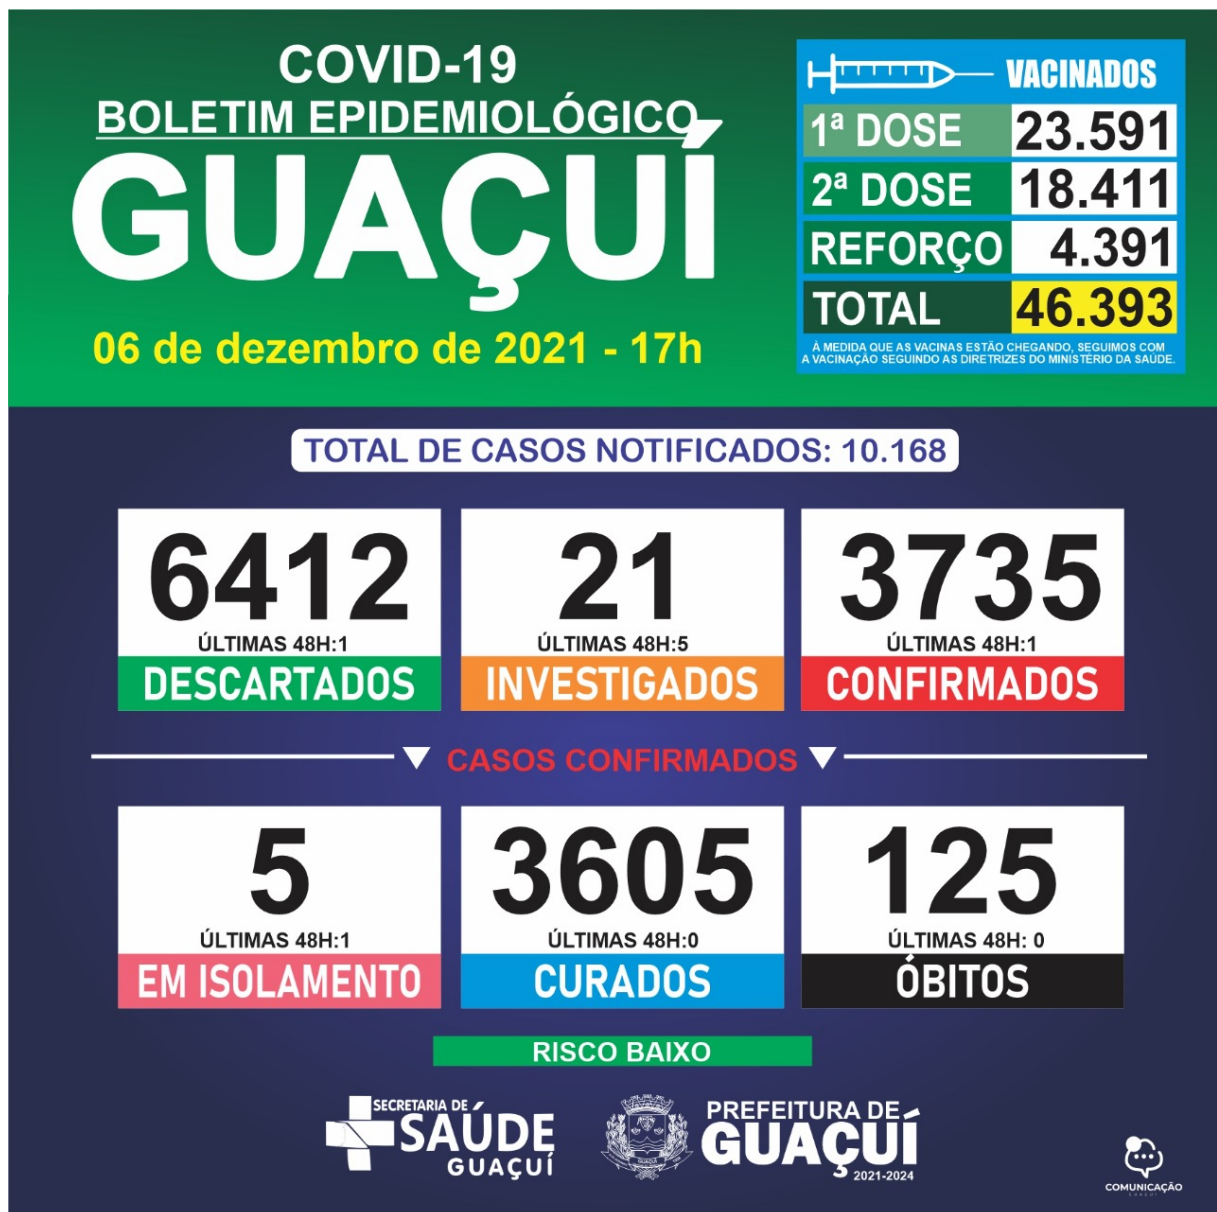 COVID-19
BOLETIM EPIDEMIOLÓGICO
GUAÇUÍ
06 de dezembro de 2021 - 17h
VACINADOS
1ª DOSE 23.591
2ª DOSE 18.411
REFORÇO 4.391
TOTAL 46.393
À MEDIDA QUE AS VACINAS ESTÃO CHEGANDO, SEGUIMOS COM
A VACINAÇÃO SEGUINDO AS DIRETRIZES DO MINISTÉRIO DA SAÚDE.
TOTAL DE CASOS NOTIFICADOS: 10.168
6412
ÚLTIMAS 48H:1
DESCARTADOS
21
ÚLTIMAS 48H:5
INVESTIGADOS
3735
ÚLTIMAS 48H:1
CONFIRMADOS
CASOS CONFIRMADOS
5
ÚLTIMAS 48H:1
EM ISOLAMENTO
3605
ÚLTIMAS 48H:0
CURADOS
125
ÚLTIMAS 48H: 0
ÓBITOS
RISCO BAIXO
SECRETARIA DE
SAÚDE
GUAÇUÍ
PREFEITURA DE
GUAÇUÍ
2021-2024
COMUNICAÇÃO
GUAÇUÍ